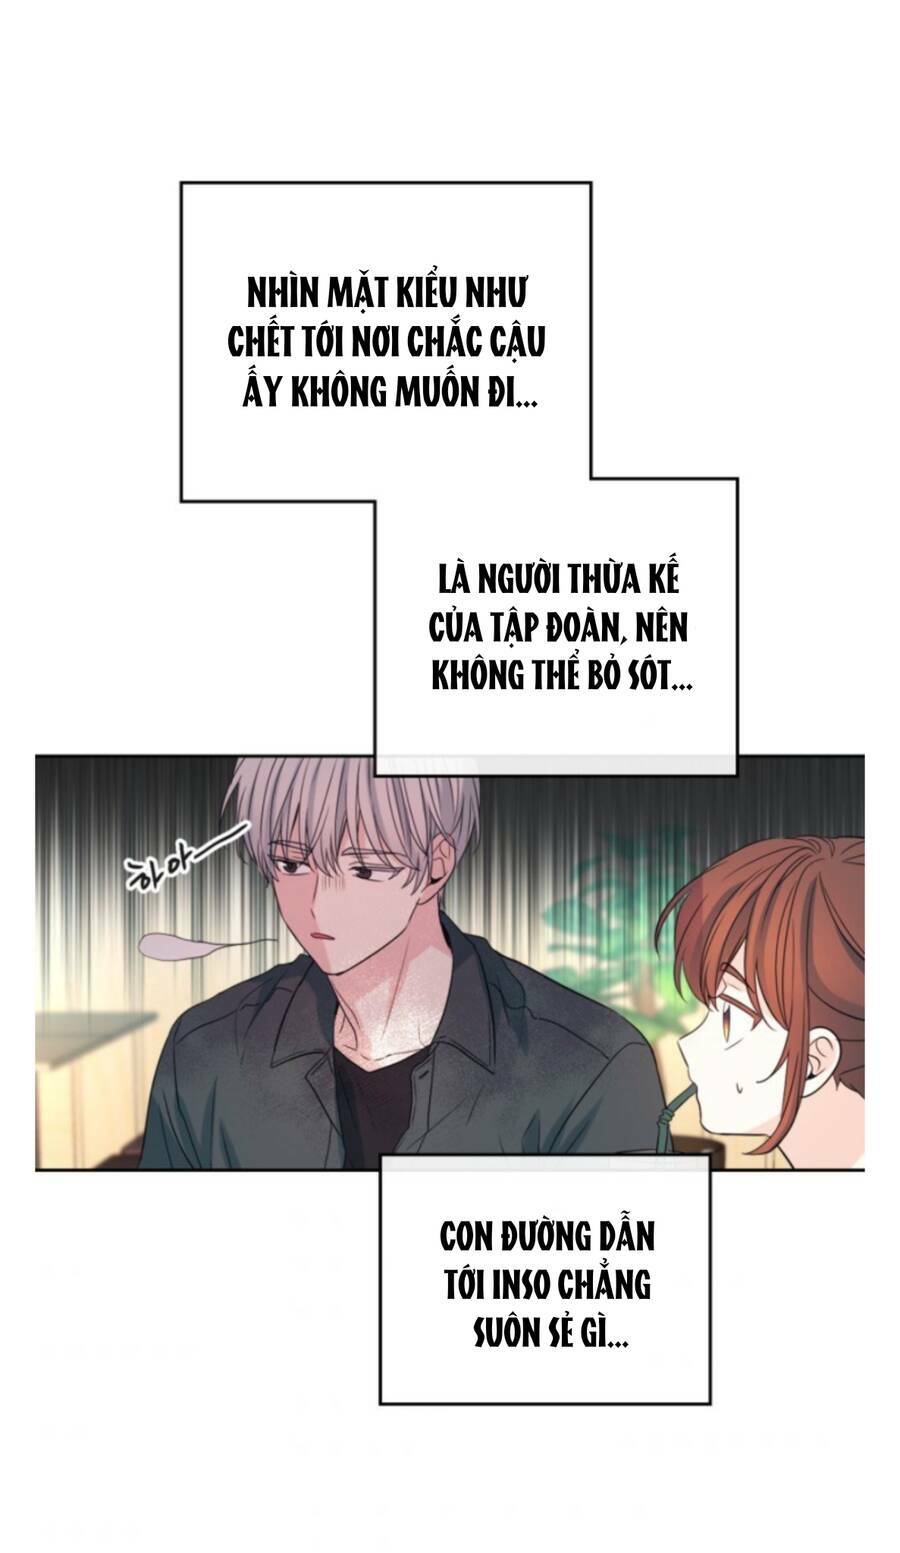 NHÌN MẶT KIỂU NHƯ
CHẾT TỚI NƠI CHẮC CẬU
ẤY KHÔNG MUỐN ĐI...
LÀ NGƯỜI THỪA KẾ
CỦA TẬP ĐOÀN, NÊN
KHÔNG THỂ BỎ SÓT...
하아—
CON ĐƯỜNG DẪN
TỚI INSO CHẲNG
SUÔN SẺ GÌ...